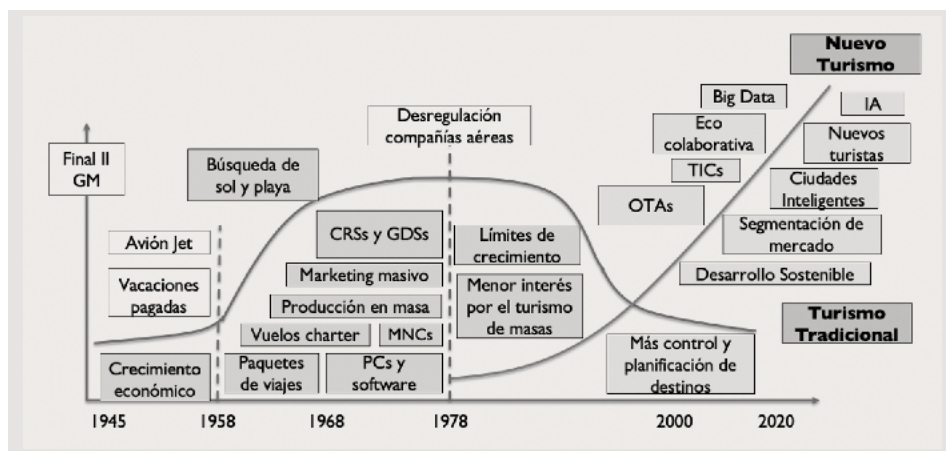 Nuevo
Turismo
Big Data
IA
Desregulación
compañías aéreas
Eco
colaborativa
Nuevos
turistas
Final II
GM
Búsqueda de
sol y playa
TICs
Ciudades
Inteligentes
OTAs
CRSs y GDSs
Límites de
crecimiento
Segmentación de
mercado
Avión Jet
Marketing masivo
Desarrollo Sostenible
Vacaciones
pagadas
Producción en masa
Menor interés
por el turismo
de masas
Turismo
Tradicional
Vuelos charter
MNCs
Más control y
planificación de
destinos
Crecimiento
económico
Paquetes
de viajes
PCs y
software
1945
1958
1968
1978
2000
2020